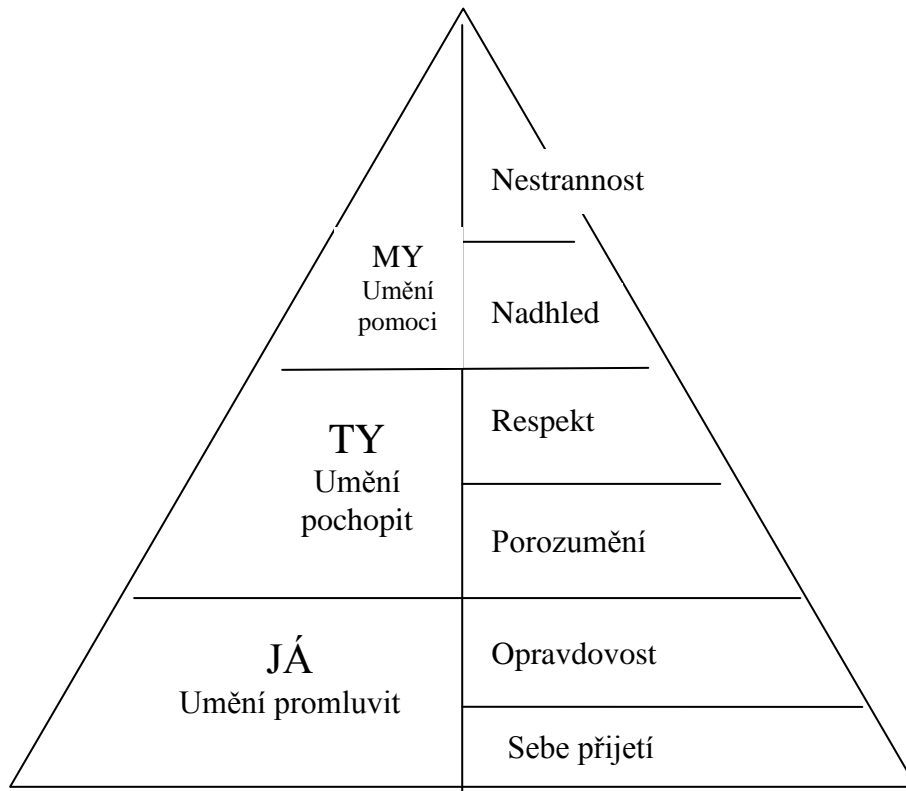 Nestrannost
MY
Umění
pomoci
Nadhled
TY
Umění
pochopit
Respekt
Porozumění
JÁ
Umění promluvit
Opravdovost
Sebe přijetí